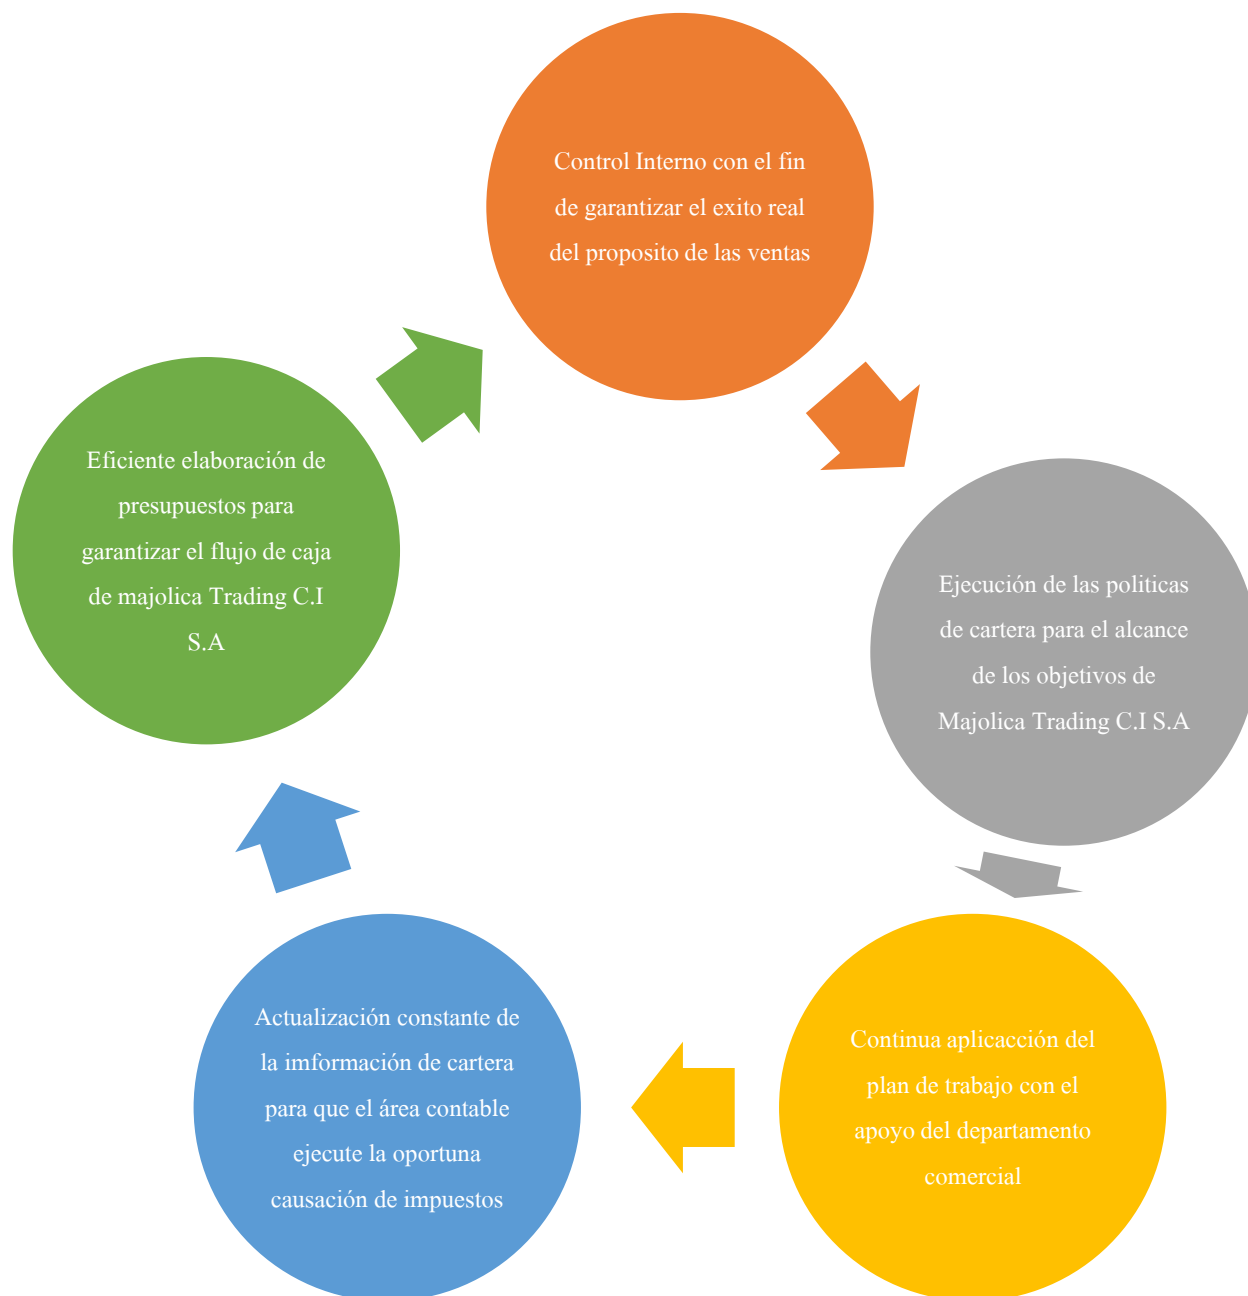 Control Interno con el fin
de garantizar el exito real
del proposito de las ventas
Ejecución de las politicas
de cartera para el alcance
de los objetivos de
Majolica Trading C.I S.A
Continua aplicacción del
plan de trabajo con el
apoyo del departamento
comercial
Actualización constante de
la imformación de cartera
para que el área contable
ejecute la oportuna
causación de impuestos
Eficiente elaboración de
presupuestos para
garantizar el flujo de caja
de majolica Trading C.I
S.A